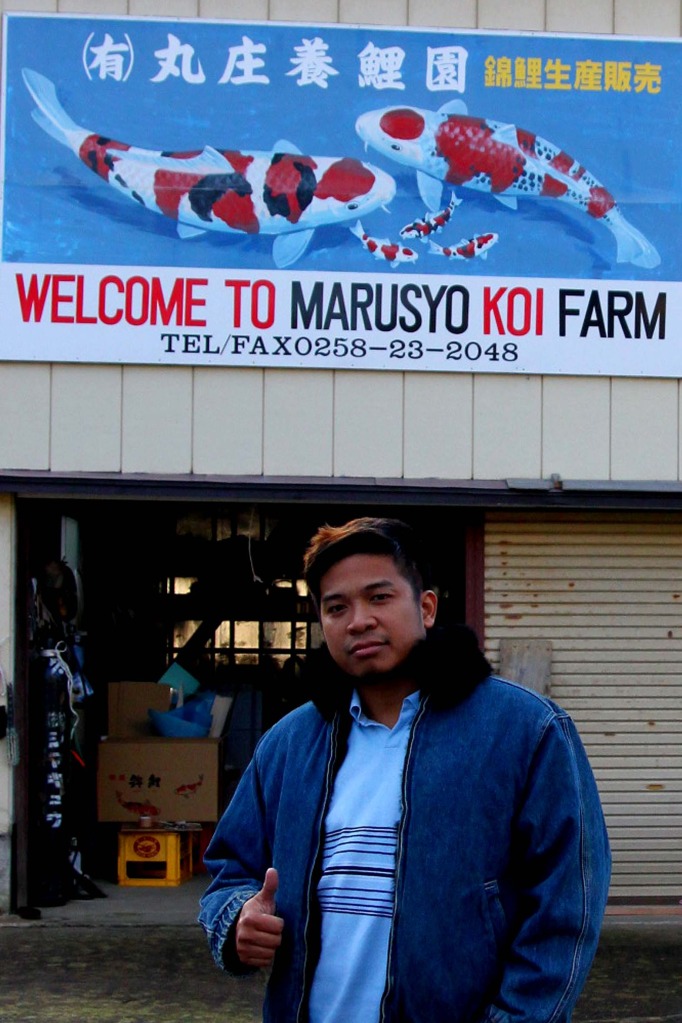 (有)丸庄養鯉園 錦鯉生産販売
WELCOME TO MARUSYO KOI FARM
TEL/FAX0258-23-2048